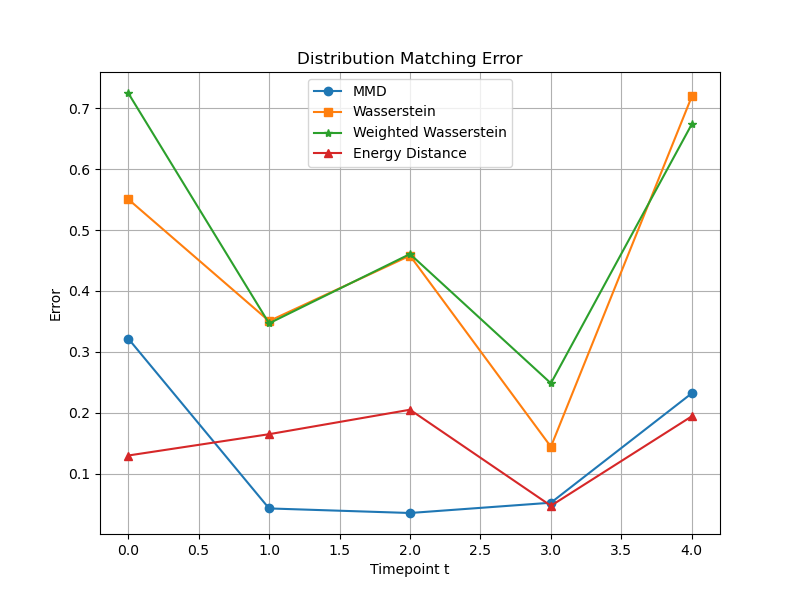 Distribution Matching Error
MMD
Wasserstein
Weighted Wasserstein
Energy Distance
Error
0.7
0.6
0.5
0.4
0.3
0.2
0.1
0.0 0.5 1.0 1.5 2.0 2.5 3.0 3.5 4.0
Timepoint t